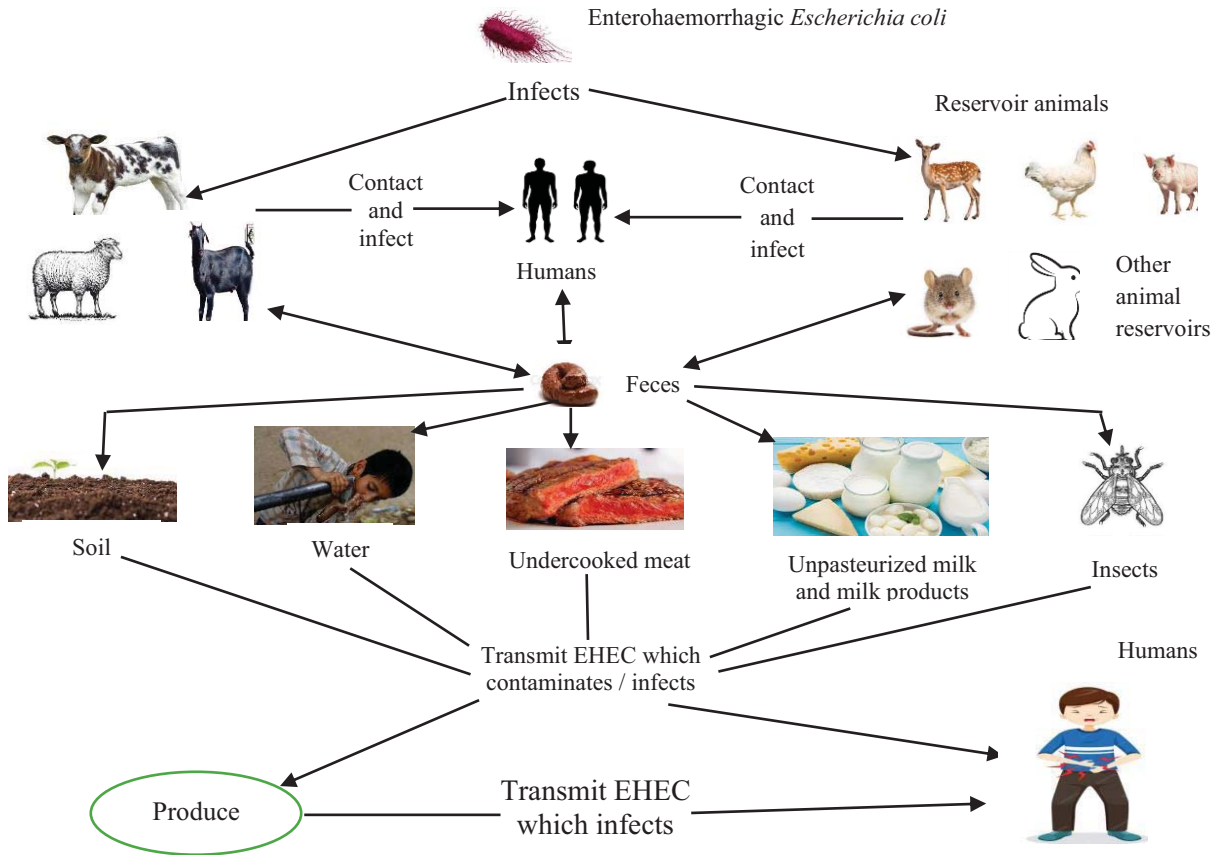 Enterohaemorrhagic Escherichia coli
Infects
Reservoir animals
Contact
and
infect
Contact
and
infect
Humans
Other
animal
reservoirs
Feces
Soil
Water
Undercooked meat
Unpasteurized milk
and milk products
Insects
Transmit EHEC which
contaminates / infects
Humans
Produce
Transmit EHEC
which infects